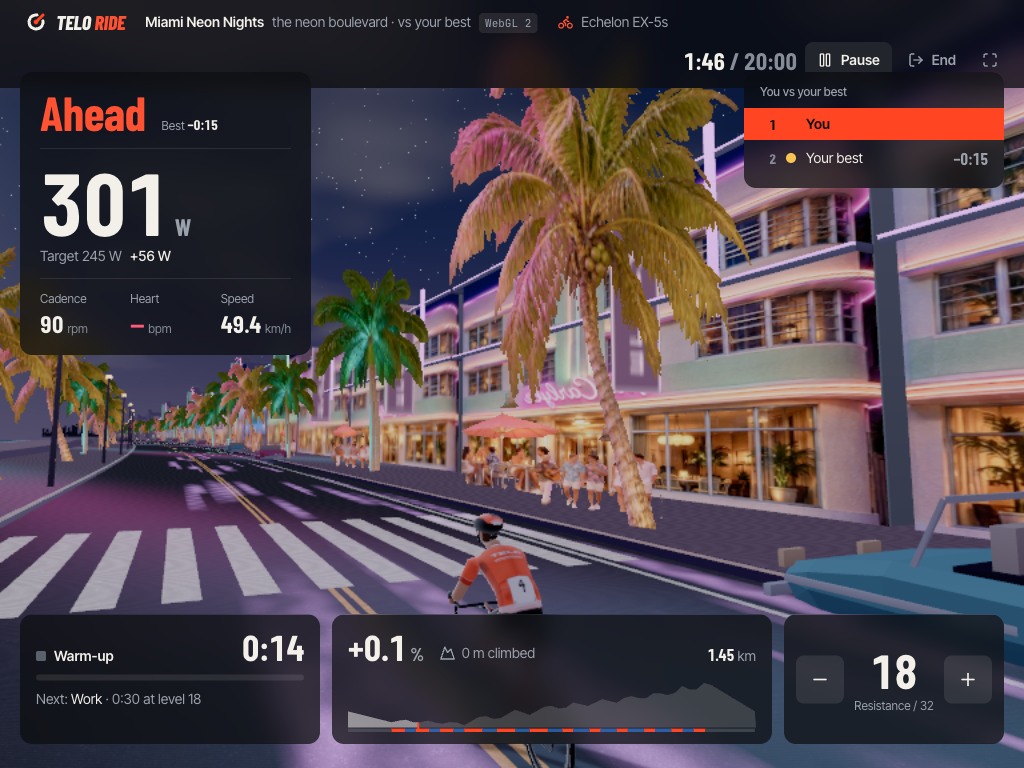 TELO RIDE Miami Neon Nights the neon boulevard · vs your best WebGL 2 Echelon EX-5s
1:46 / 20:00 Pause End
Ahead Best −0:15
301 W
Target 245 W +56 W
Cadence Heart Speed
90 rpm — bpm 49.4 km/h
You vs your best
1 You
2 Your best −0:15
Carlyle
TELO
4
Warm-up 0:14
Next: Work · 0:30 at level 18
+0.1 % 0 m climbed 1.45 km
− 18 +
Resistance / 32